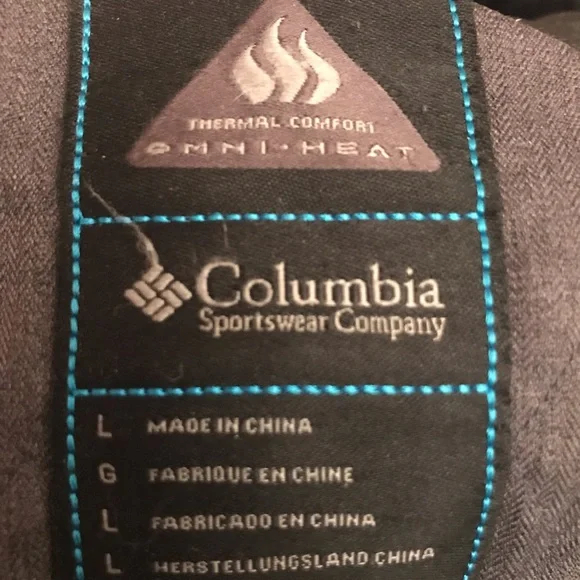 THERMAL COMFORT
OMNI-HEAT
Columbia
Sportswear Company
L MADE IN CHINA
G FABRIQUE EN CHINE
L FABRICADO EN CHINA
L HERSTELLUNGSLAND CHINA